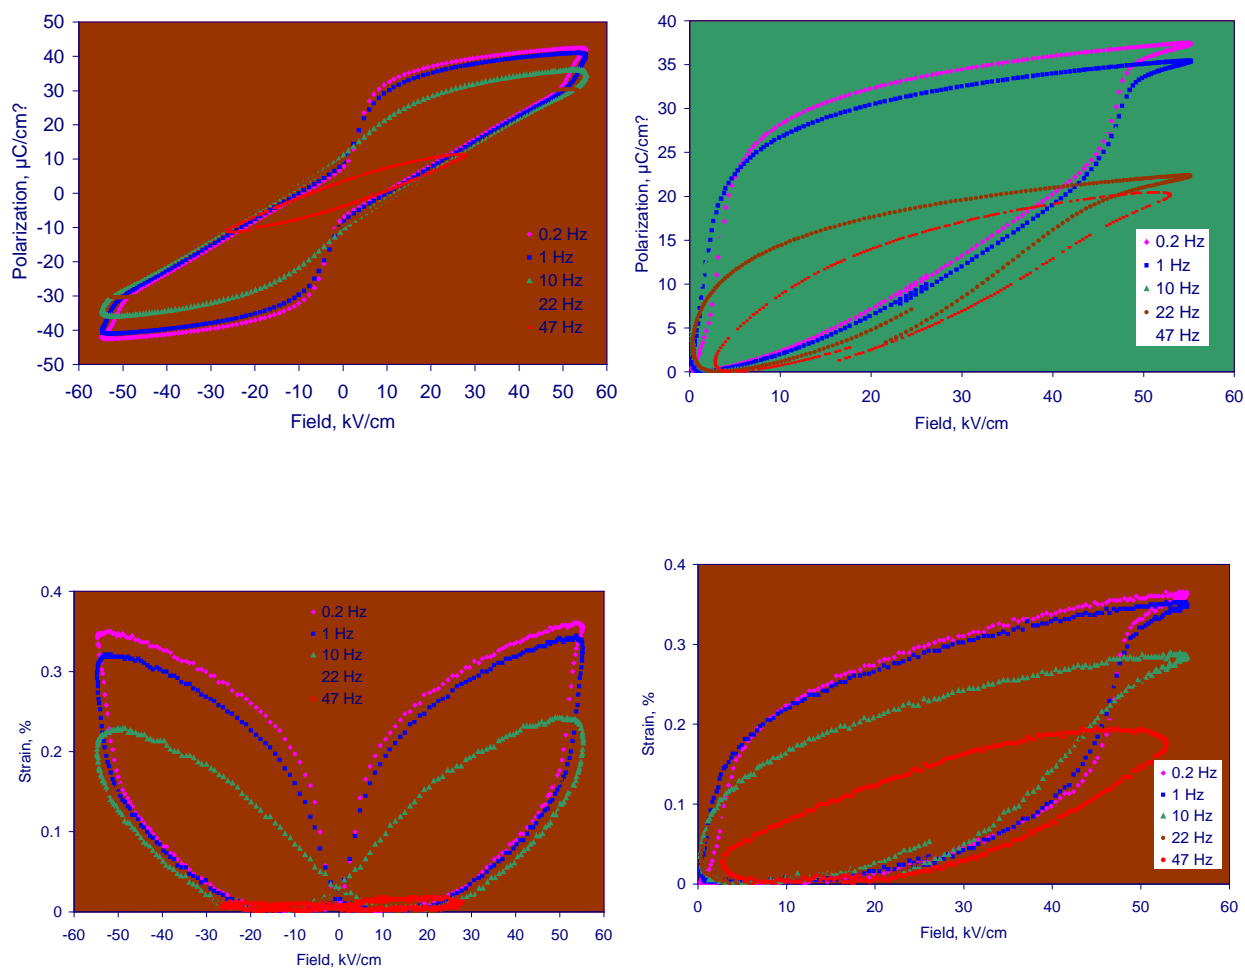 50
40
30
20
10
0
-10
-20
-30
-40
-50
Polarization, µC/cm?
0.2 Hz
1 Hz
10 Hz
22 Hz
47 Hz
-60 -50 -40 -30 -20 -10 0 10 20 30 40 50 60
Field, kV/cm
40
35
30
25
20
15
10
5
0
Polarization, µC/cm?
0.2 Hz
1 Hz
10 Hz
22 Hz
47 Hz
0 10 20 30 40 50 60
Field, kV/cm
0.4
0.3
0.2
0.1
0
Strain, %
0.2 Hz
1 Hz
10 Hz
22 Hz
47 Hz
-60 -50 -40 -30 -20 -10 0 10 20 30 40 50 60
Field, kV/cm
0.4
0.3
0.2
0.1
0
Strain, %
0.2 Hz
1 Hz
10 Hz
22 Hz
47 Hz
0 10 20 30 40 50 60
Field, kV/cm